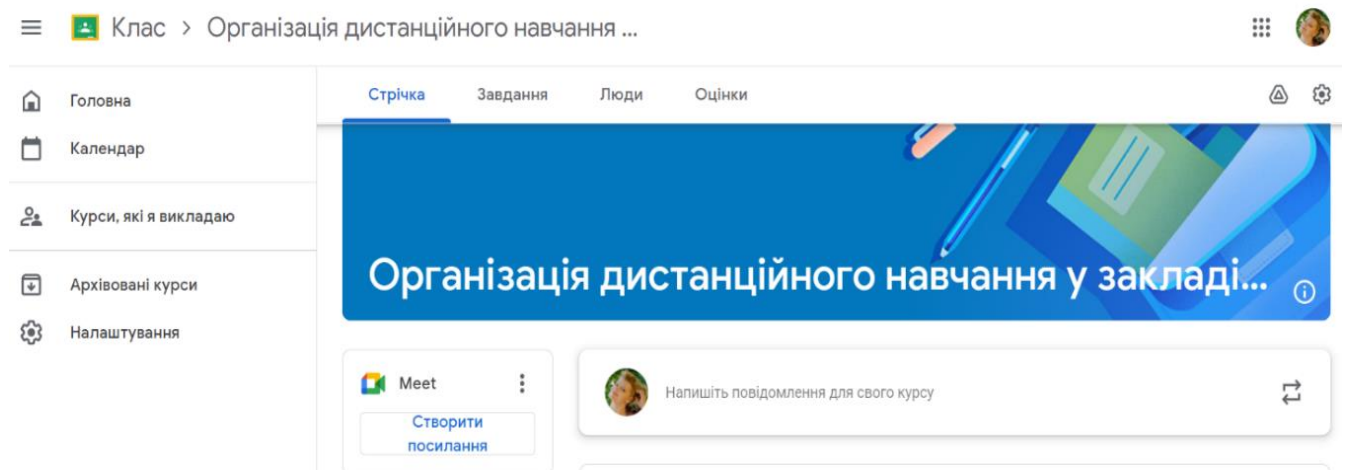 Клас > Організація дистанційного навчання ...
Головна
Календар
Курси, які я викладаю
Архівовані курси
Налаштування
Стрічка Завдання Люди Оцінки
Організація дистанційного навчання у закладі...
Meet
Створити
посилання
Напишіть повідомлення для свого курсу